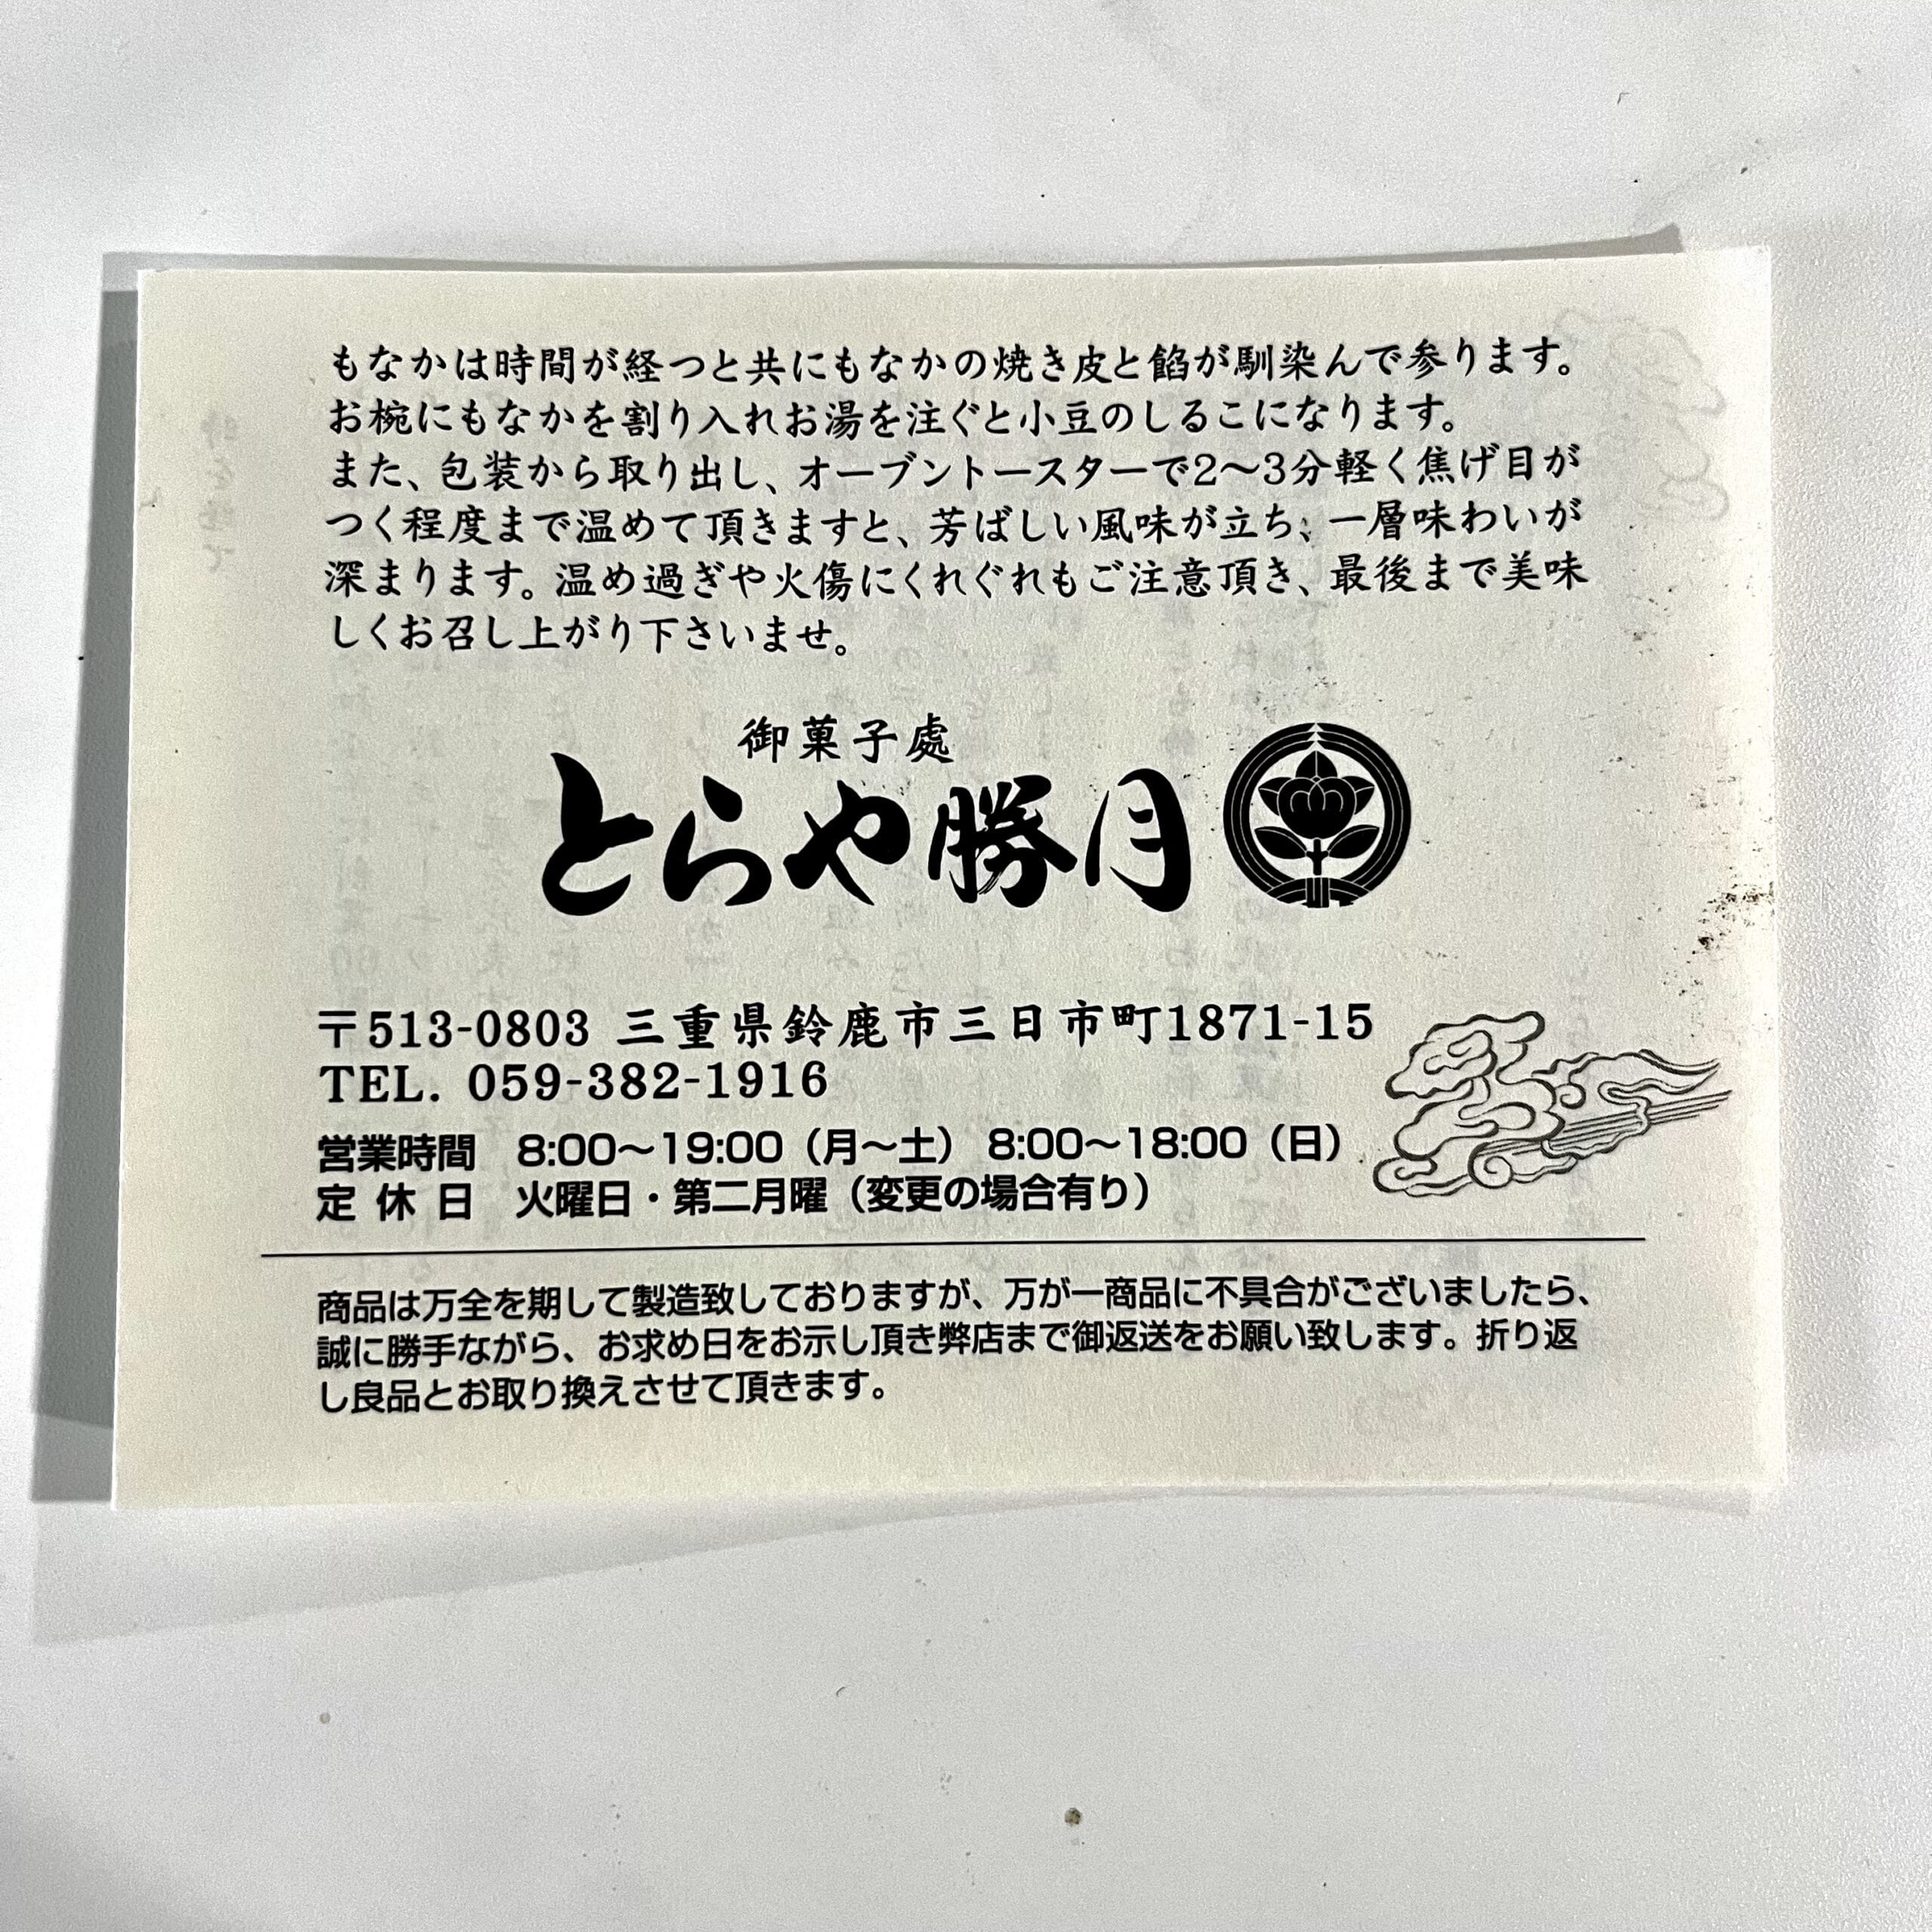 もなかは時間が経つと共にもなかの焼き皮と餡が馴染んで参ります。
お椀にもなかを割り入れお湯を注ぐと小豆のしるこになります。
また、包装から取り出し、オーブントースターで2〜3分軽く焦げ目が
つく程度まで温めて頂きますと、芳ばしい風味が立ち、一層味わいが
深まります。温め過ぎや火傷にくれぐれもご注意頂き、最後まで美味
しくお召し上がり下さいませ。
御菓子處
とらや勝月
〒513-0803 三重県鈴鹿市三日市町1871-15
TEL. 059-382-1916
営業時間 8:00〜19:00（月〜土） 8:00〜18:00（日）
定休日 火曜日・第二月曜（変更の場合有り）
商品は万全を期して製造致しておりますが、万が一商品に不具合がございましたら、
誠に勝手ながら、お求め日をお示し頂き弊店まで御返送をお願い致します。折り返
し良品とお取り換えさせて頂きます。